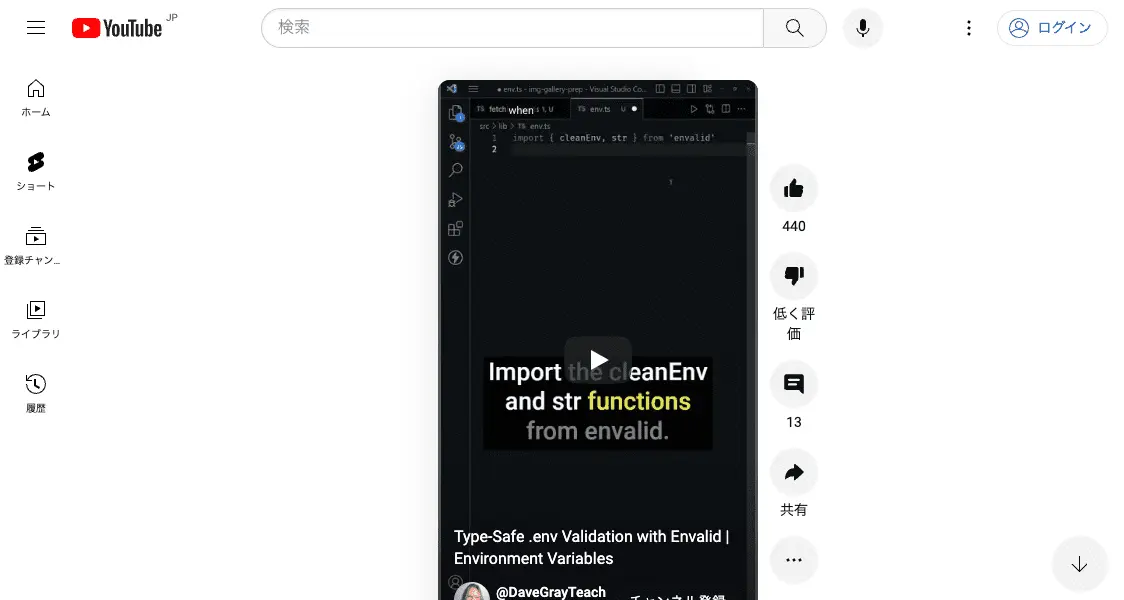 YouTube JP
検索
ログイン
ホーム
ショート
登録チャン...
ライブラリ
履歴
env.ts - img-gallery-prep - Visual Studio Co...
TS fetch when 1, U
TS env.ts U
src > lib > TS env.ts
1 import { cleanEnv, str } from 'envalid'
2
Import the cleanEnv
and str functions
from envalid.
Type-Safe .env Validation with Envalid |
Environment Variables
@DaveGrayTeach
チャンネル登録
440
低く評
価
13
共有